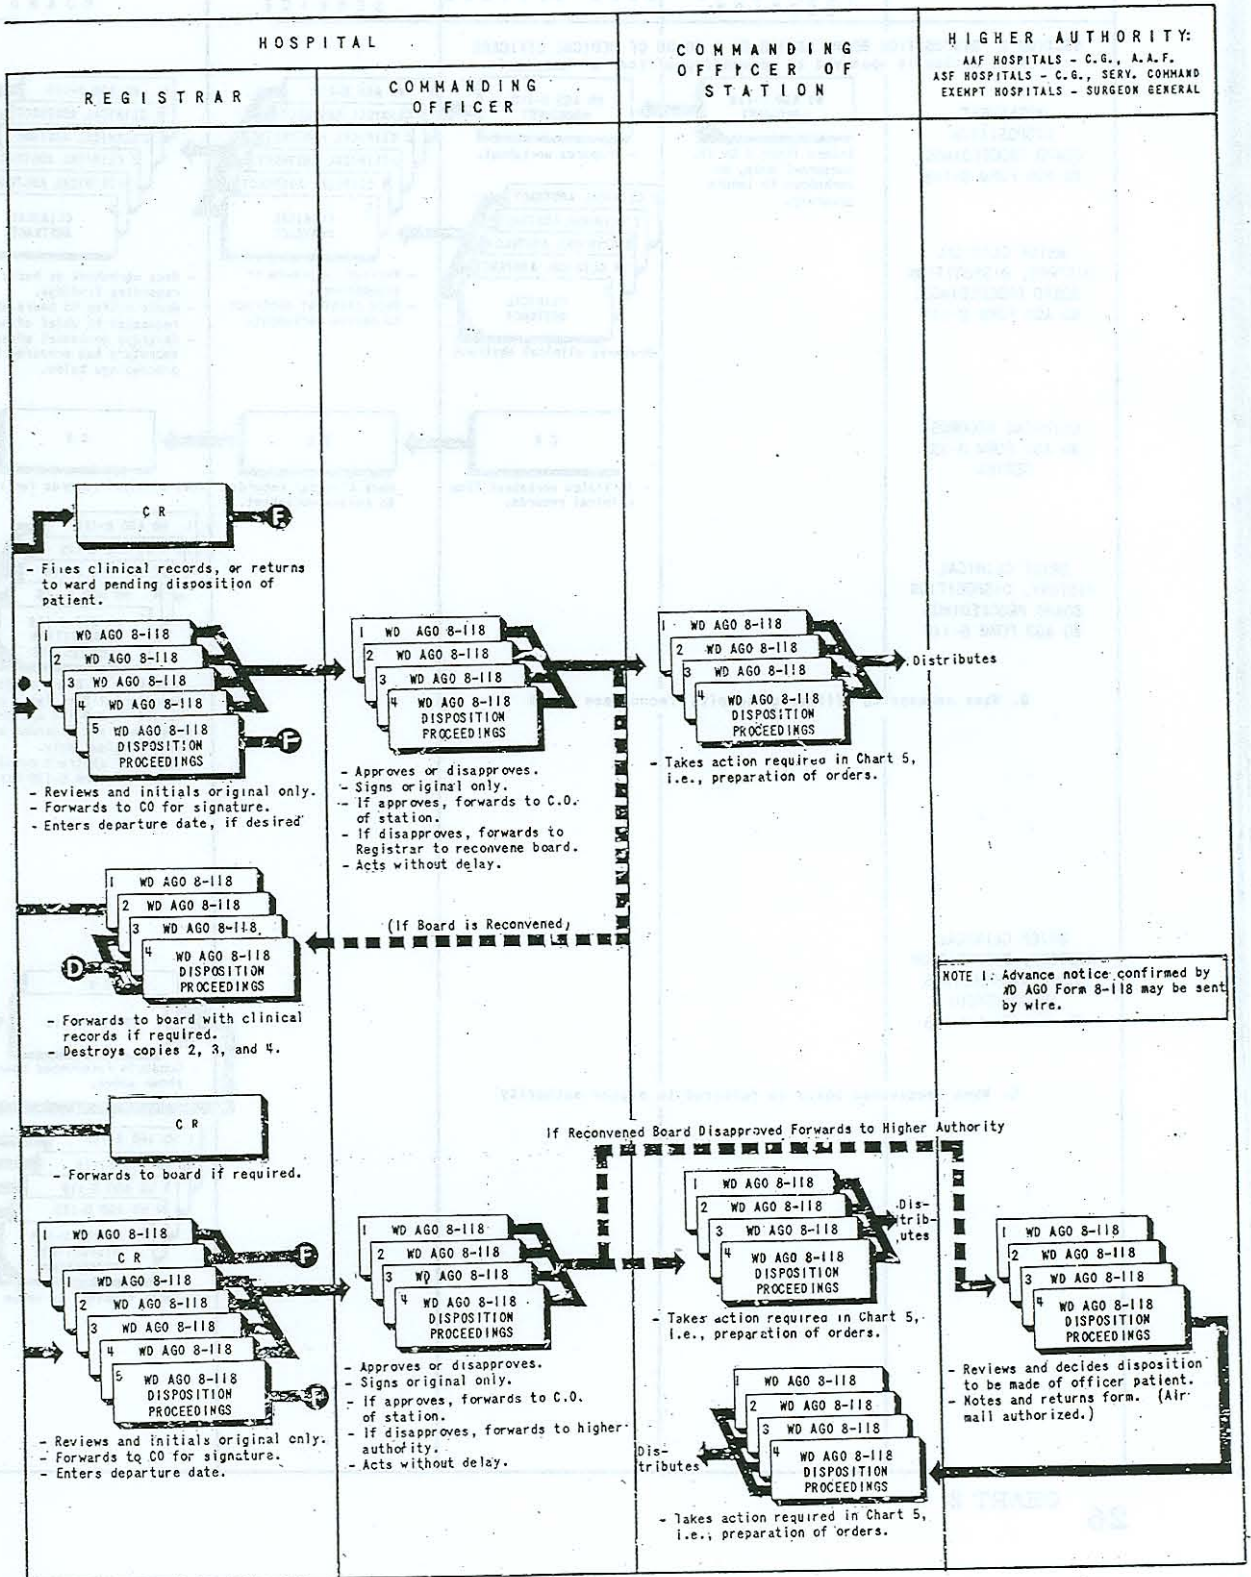 HOSPITAL
REGISTRAR
COMMANDING
OFFICER
COMMANDING
OFFICER OF
STATION
HIGHER AUTHORITY:
AAF HOSPITALS - C.G., A.A.F.
ASF HOSPITALS - C.G., SERV. COMMAND
EXEMPT HOSPITALS - SURGEON GENERAL
C R
F
- Files clinical records, or returns
to ward pending disposition of
patient.
1 WD AGO 8-118
2 WD AGO 8-118
3 WD AGO 8-118
4 WD AGO 8-118
5 WD AGO 8-118
DISPOSITION
PROCEEDINGS
F
- Reviews and initials original only.
- Forwards to CO for signature.
- Enters departure date, if desired
1 WD AGO 8-118
2 WD AGO 8-118
3 WD AGO 8-118
4 WD AGO 8-118
DISPOSITION
PROCEEDINGS
- Approves or disapproves.
- Signs original only.
- If approves, forwards to C.O.
of station.
- If disapproves, forwards to
Registrar to reconvene board.
- Acts without delay.
1 WD AGO 8-118
2 WD AGO 8-118
3 WD AGO 8-118
4 WD AGO 8-118
DISPOSITION
PROCEEDINGS
Distributes
- Takes action required in Chart 5,
i.e., preparation of orders.
(If Board is Reconvened)
1 WD AGO 8-118
2 WD AGO 8-118
3 WD AGO 8-118
4 WD AGO 8-118
DISPOSITION
PROCEEDINGS
D
- Forwards to board with clinical
records if required.
- Destroys copies 2, 3, and 4.
NOTE 1: Advance notice confirmed by
WD AGO Form 8-118 may be sent
by wire.
C R
- Forwards to board if required.
If Reconvened Board Disapproved Forwards to Higher Authority
1 WD AGO 8-118
C R
F
1 WD AGO 8-118
2 WD AGO 8-118
3 WD AGO 8-118
4 WD AGO 8-118
5 WD AGO 8-118
DISPOSITION
PROCEEDINGS
F
- Reviews and initials original only.
- Forwards to CO for signature.
- Enters departure date.
1 WD AGO 8-118
2 WD AGO 8-118
3 WD AGO 8-118
4 WD AGO 8-118
DISPOSITION
PROCEEDINGS
- Approves or disapproves.
- Signs original only.
- If approves, forwards to C.O.
of station.
- If disapproves, forwards to higher
authority.
- Acts without delay.
1 WD AGO 8-118
2 WD AGO 8-118
3 WD AGO 8-118
4 WD AGO 8-118
DISPOSITION
PROCEEDINGS
Dis-
trib-
utes
- Takes action required in Chart 5,
i.e., preparation of orders.
1 WD AGO 8-118
2 WD AGO 8-118
3 WD AGO 8-118
4 WD AGO 8-118
DISPOSITION
PROCEEDINGS
- Reviews and decides disposition
to be made of officer patient.
- Notes and returns form. (Air
mail authorized.)
1 WD AGO 8-118
2 WD AGO 8-118
3 WD AGO 8-118
4 WD AGO 8-118
DISPOSITION
PROCEEDINGS
Dis-
tributes
- Takes action required in Chart 5,
i.e., preparation of orders.
CHART 2
26